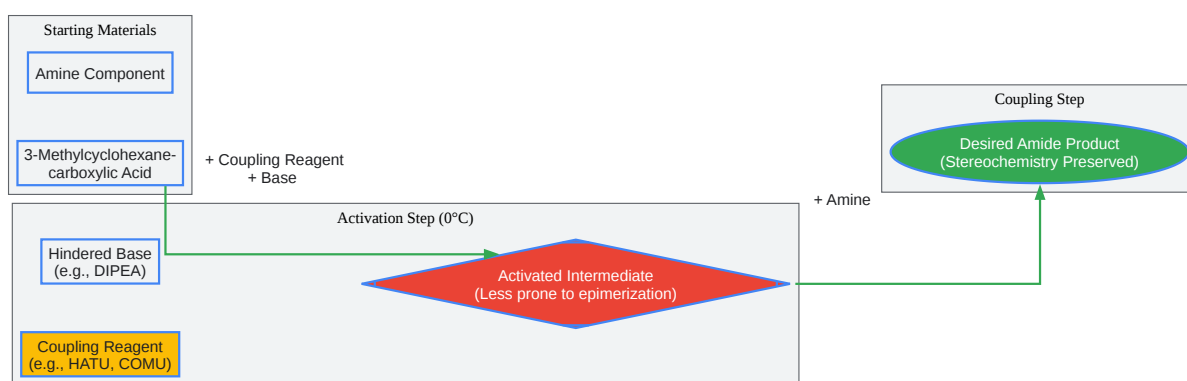 Starting Materials
Amine Component
3-Methylcyclohexane-
carboxylic Acid
+ Coupling Reagent
+ Base
Activation Step (0°C)
Hindered Base
(e.g., DIPEA)
Coupling Reagent
(e.g., HATU, COMU)
Activated Intermediate
(Less prone to epimerization)
+ Amine
Coupling Step
Desired Amide Product
(Stereochemistry Preserved)